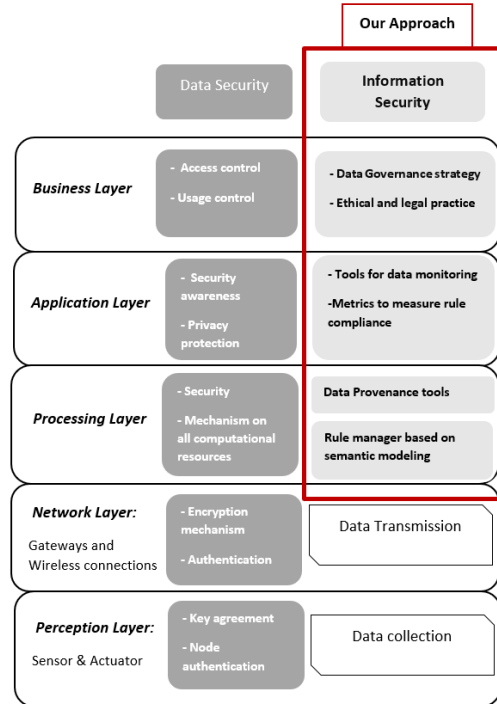 Our Approach
Data Security
Information
Security
Business Layer
- Access control
- Usage control
- Data Governance strategy
- Ethical and legal practice
Application Layer
- Security
awareness
- Privacy
protection
- Tools for data monitoring
-Metrics to measure rule
compliance
Processing Layer
- Security
- Mechanism on
all computational
resources
Data Provenance tools
Rule manager based on
semantic modeling
Network Layer:
Gateways and
Wireless connections
- Encryption
mechanism
- Authentication
Data Transmission
Perception Layer:
Sensor & Actuator
- Key agreement
- Node
authentication
Data collection